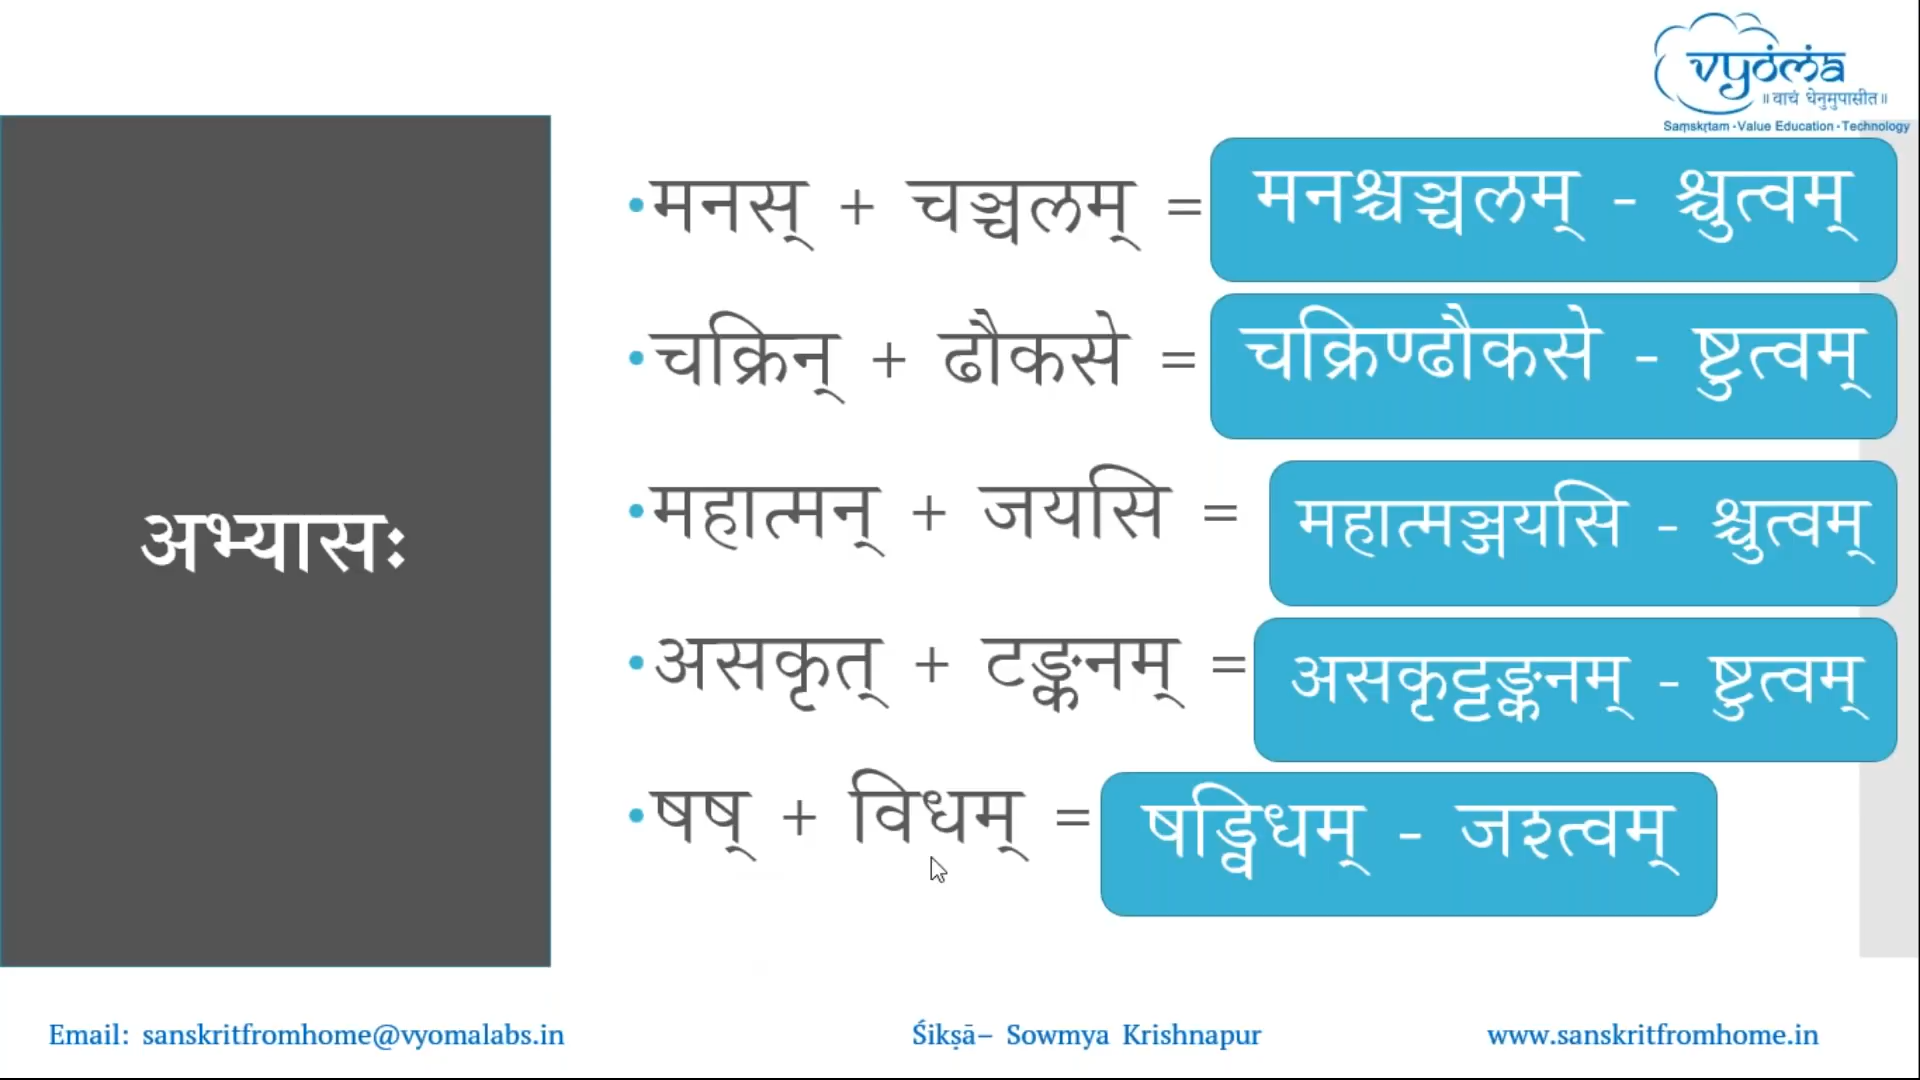 vyoma
॥ वाचं धेनुमुपासीत॥
Saṃskṛtam - Value Education - Technology
अभ्यासः
•मनस् + चञ्चलम् = मनश्चञ्चलम् - श्चुत्वम्
•चक्रिन् + ढौकसे = चक्रिण्ढौकसे - ष्टुत्वम्
•महात्मन् + जयसि = महात्मञ्जयसि - श्चुत्वम्
•असकृत् + टङ्कनम् = असकृट्टङ्कनम् - ष्टुत्वम्
•षष् + विधम् = षड्विधम् - जश्त्वम्
Email: sanskritfromhome@vyomalabs.in
Śikṣā– Sowmya Krishnapur
www.sanskritfromhome.in